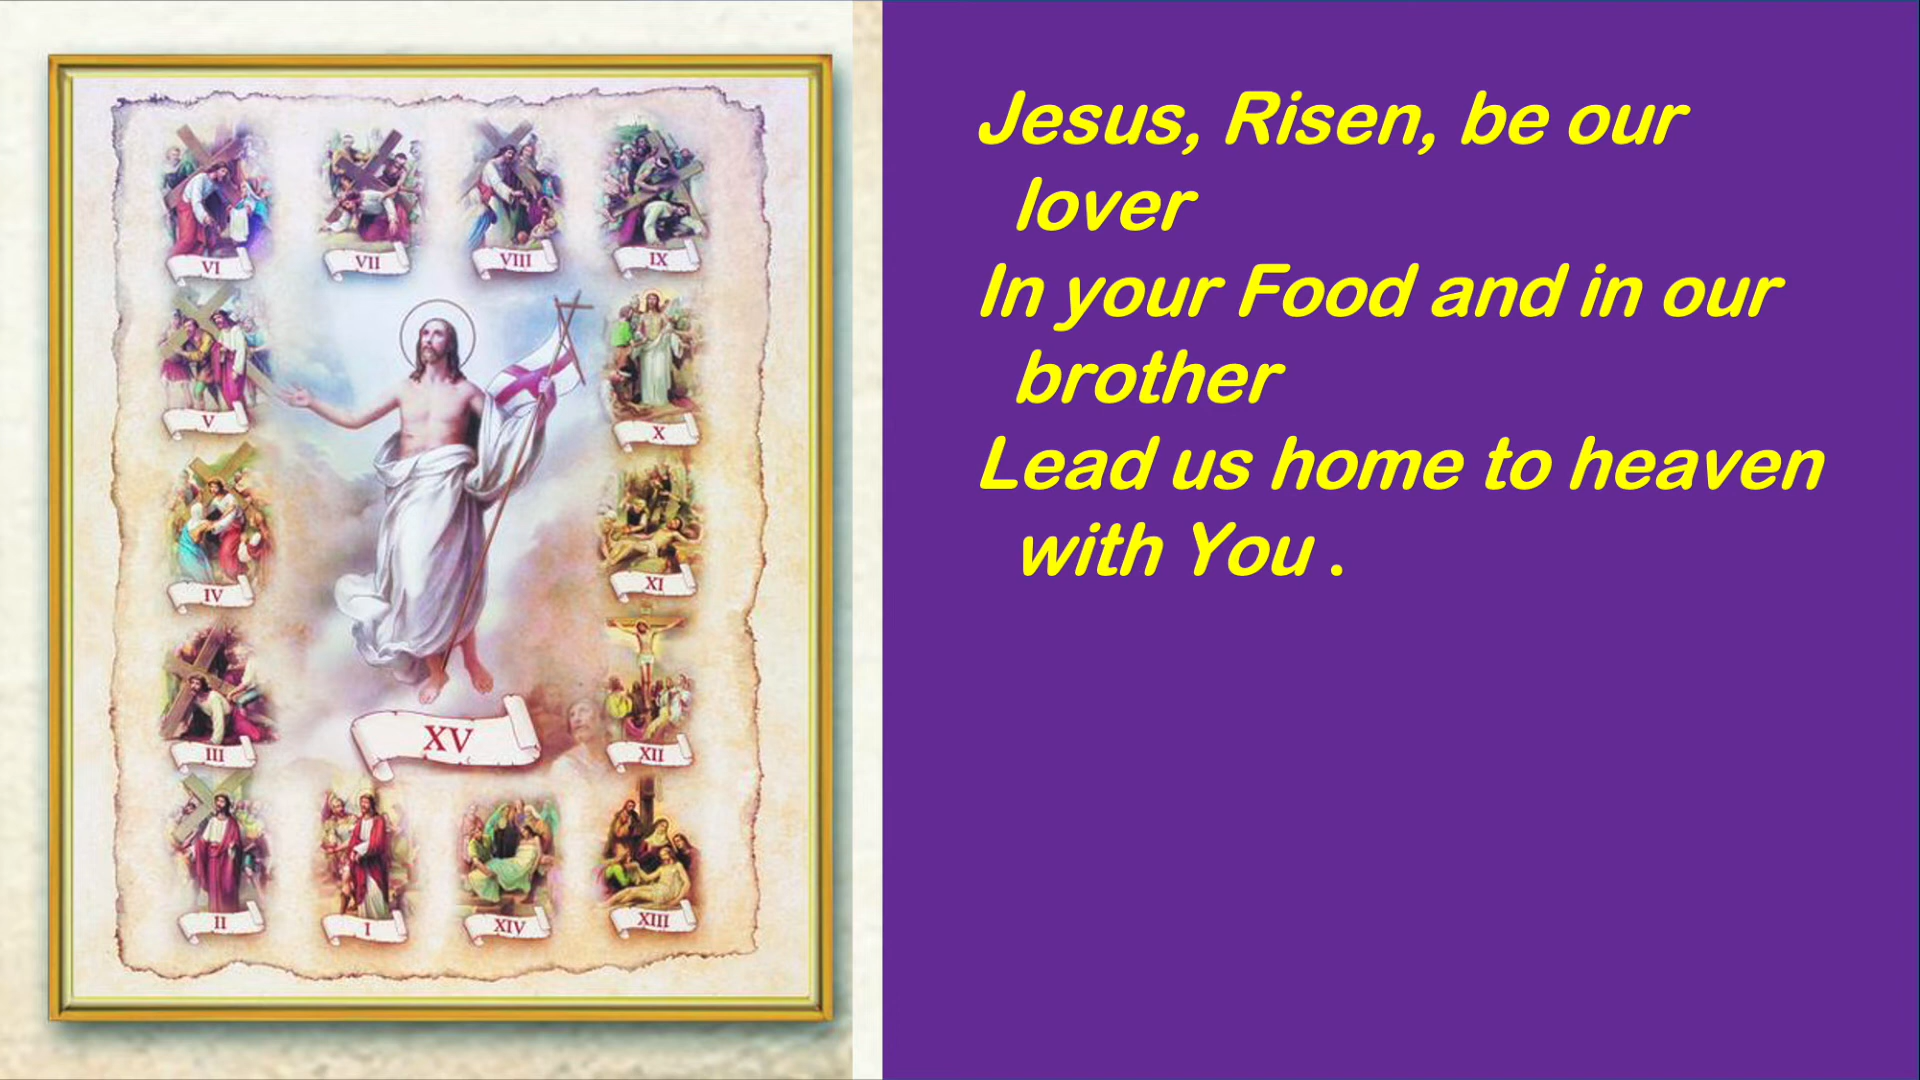 Jesus, Risen, be our
lover
In your Food and in our
brother
Lead us home to heaven
with You .
VI
VII
VIII
IX
V
X
IV
XI
III
XV
XII
II
I
XIV
XIII